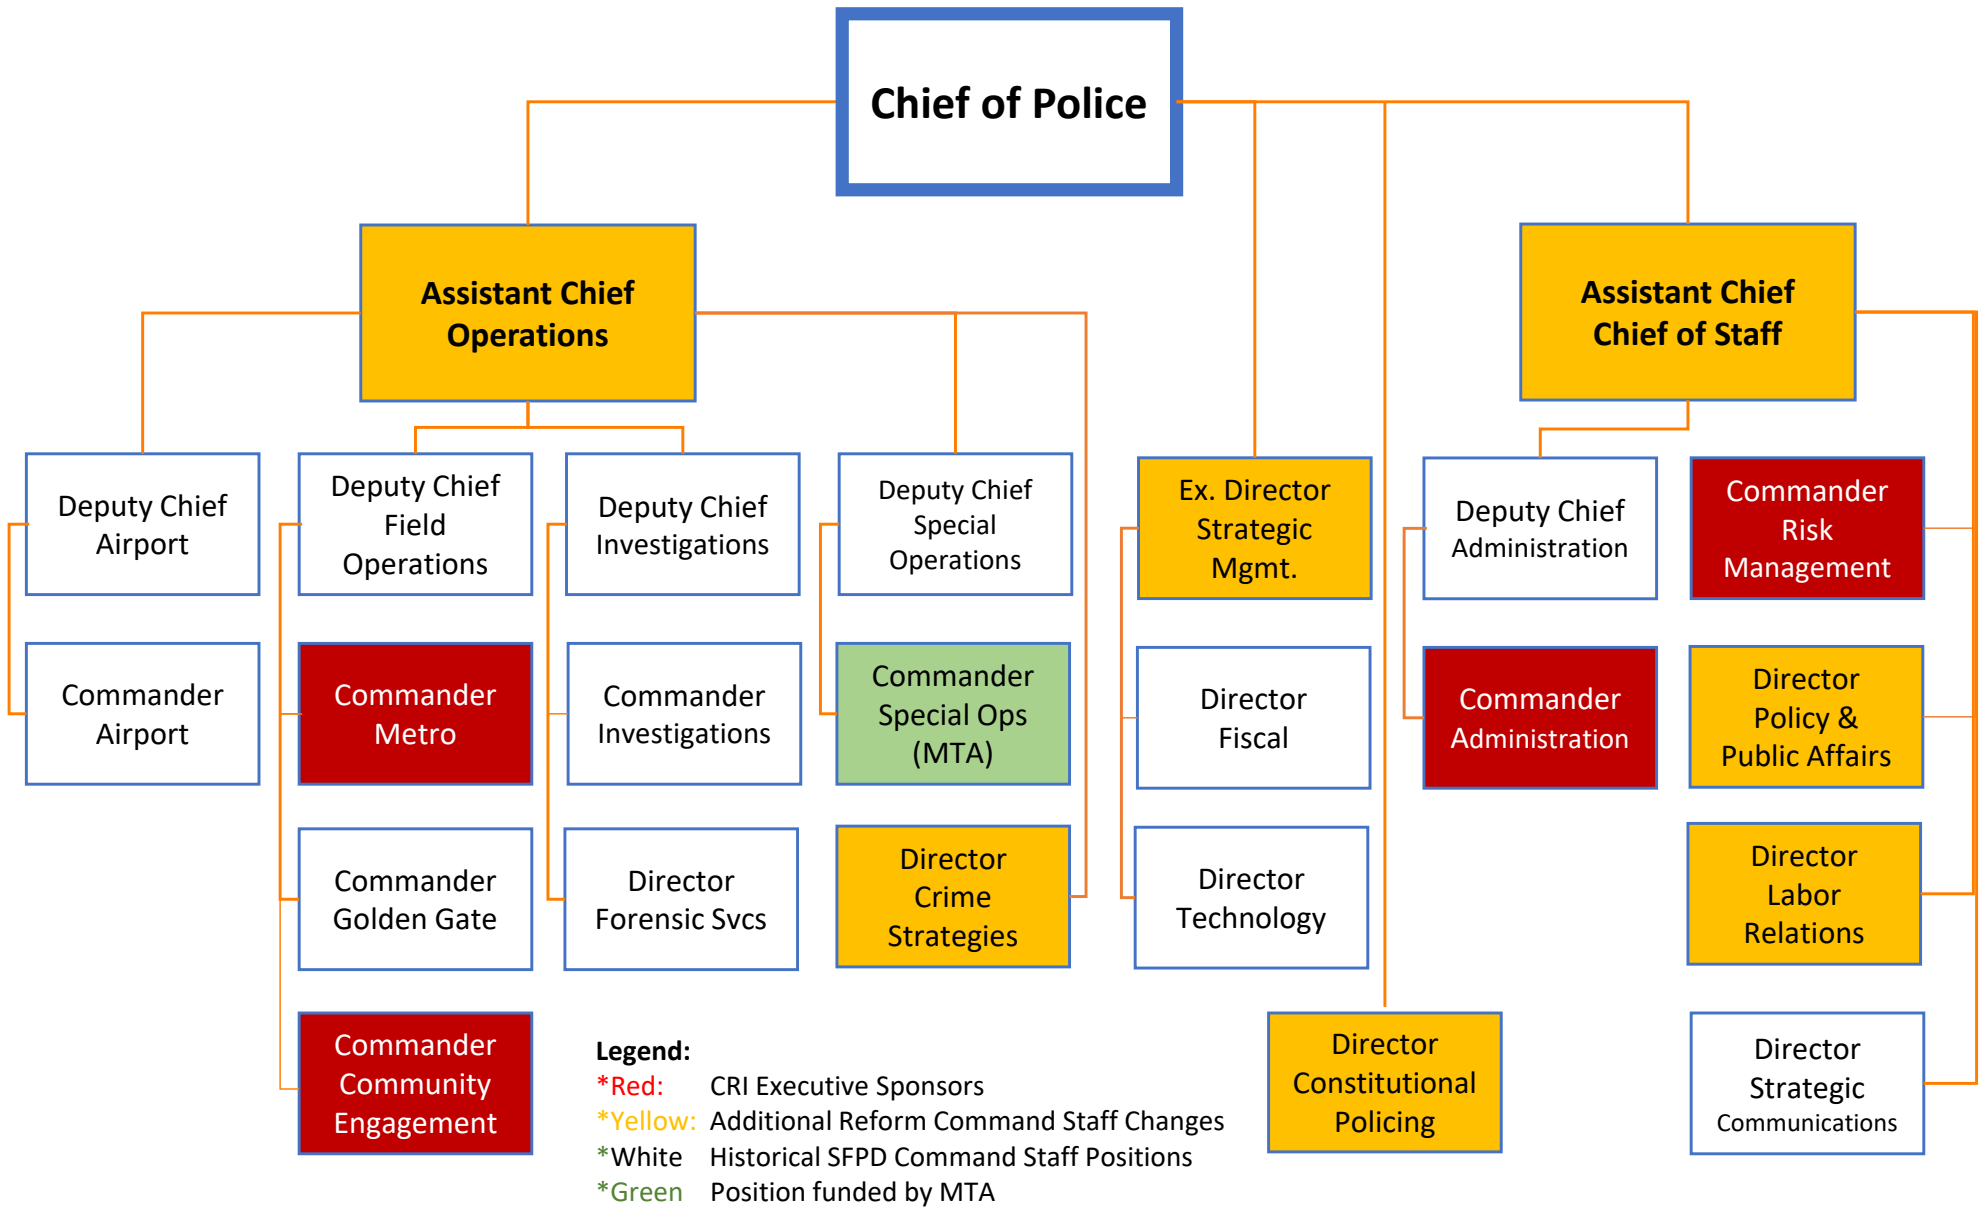 Chief of Police
Assistant Chief
Operations
Assistant Chief
Chief of Staff
Deputy Chief
Airport
Deputy Chief
Field
Operations
Deputy Chief
Investigations
Deputy Chief
Special
Operations
Ex. Director
Strategic
Mgmt.
Deputy Chief
Administration
Commander
Risk
Management
Commander
Airport
Commander
Metro
Commander
Investigations
Commander
Special Ops
(MTA)
Director
Fiscal
Commander
Administration
Director
Policy &
Public Affairs
Commander
Golden Gate
Director
Forensic Svcs
Director
Crime
Strategies
Director
Technology
Director
Labor
Relations
Commander
Community
Engagement
Director
Constitutional
Policing
Director
Strategic
Communications
Legend:
*Red: CRI Executive Sponsors
*Yellow: Additional Reform Command Staff Changes
*White Historical SFPD Command Staff Positions
*Green Position funded by MTA